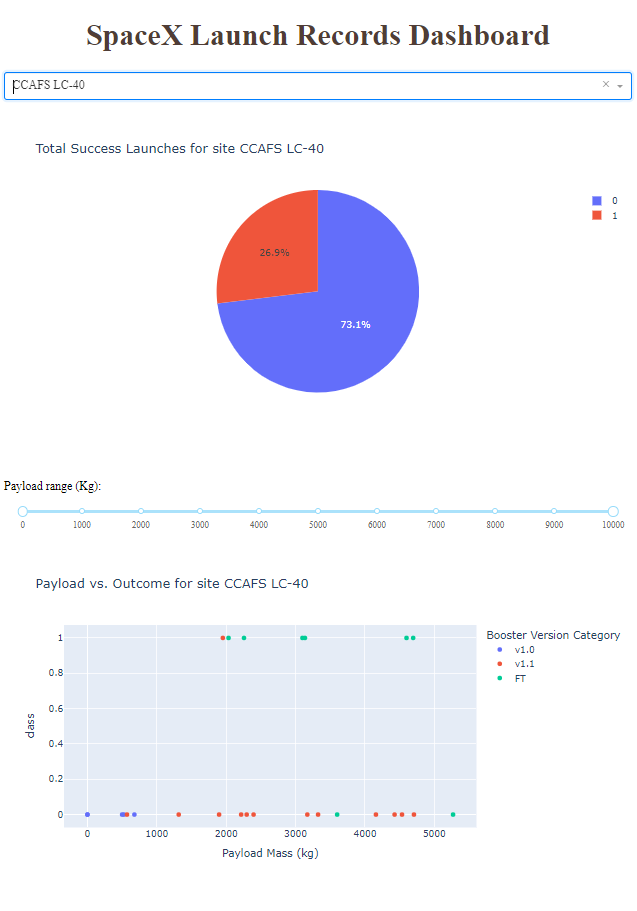 SpaceX Launch Records Dashboard
CCAFS LC-40 ×
Total Success Launches for site CCAFS LC-40
0
1
26.9%
73.1%
Payload range (Kg):
0 1000 2000 3000 4000 5000 6000 7000 8000 9000 10000
Payload vs. Outcome for site CCAFS LC-40
Booster Version Category
v1.0
v1.1
FT
class
1
0.8
0.6
0.4
0.2
0
0 1000 2000 3000 4000 5000
Payload Mass (kg)